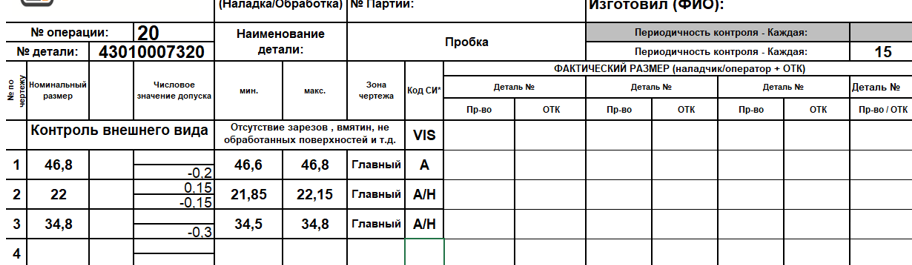 (Наладка/Обработка) № Партии: Изготовил (ФИО):
№ операции: 20 Наименование детали: Пробка Периодичность контроля - Каждая:
№ детали: 43010007320 Периодичность контроля - Каждая: 15
№ по чертежу Номинальный размер Числовое значение допуска мин. макс. Зона чертежа Код СИ* ФАКТИЧЕСКИЙ РАЗМЕР (наладчик/оператор + ОТК)
Деталь № Деталь № Деталь № Деталь №
Пр-во ОТК Пр-во ОТК Пр-во ОТК Пр-во / ОТК
Контроль внешнего вида Отсутствие зарезов , вмятин, не обработанных поверхностей и т.д. VIS
1 46,8 -0,2 46,6 46,8 Главный A
2 22 0,15 -0,15 21,85 22,15 Главный A/H
3 34,8 -0,3 34,5 34,8 Главный A/H
4